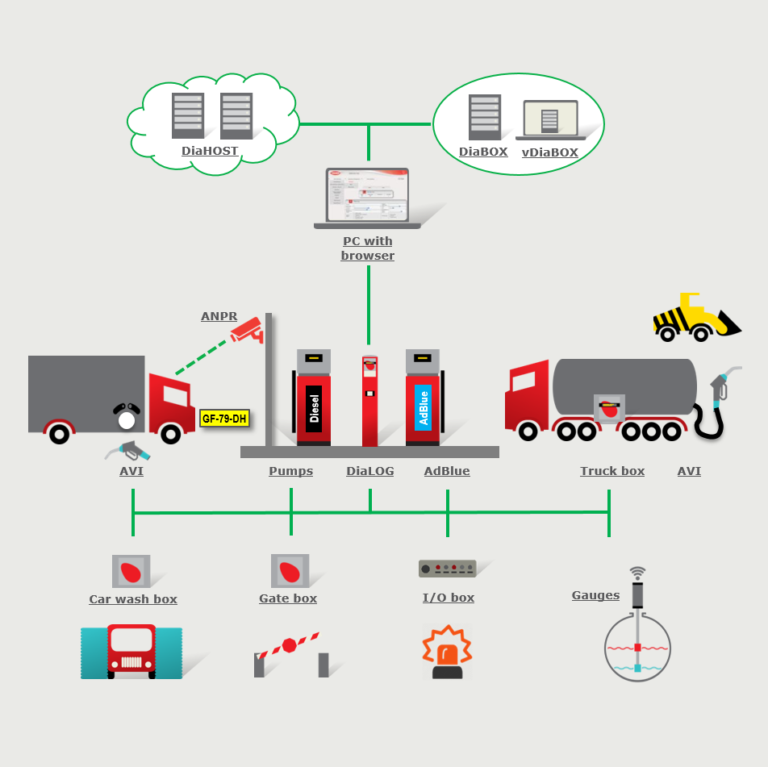 DiaHOST
DiaBOX
vDiaBOX
PC with
browser
ANPR
GF-79-DH
Diesel
AdBlue
AVI
Pumps
DiaLOG
AdBlue
Truck box
AVI
Car wash box
Gate box
I/O box
Gauges